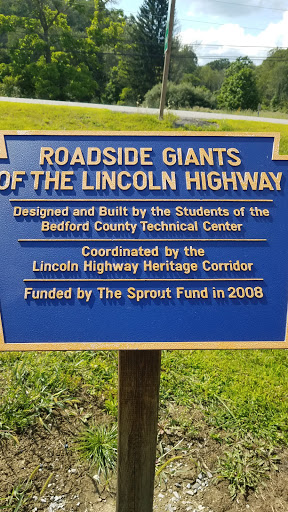 ROADSIDE GIANTS
OF THE LINCOLN HIGHWAY
Designed and Built by the Students of the
Bedford County Technical Center
Coordinated by the
Lincoln Highway Heritage Corridor
Funded by The Sprout Fund in 2008